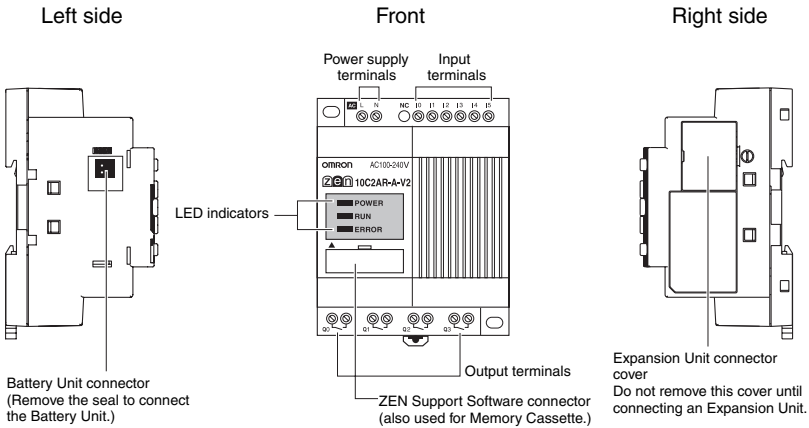 Left side
Front
Right side
Power supply
terminals
Input
terminals
AC L N NC I0 I1 I2 I3 I4 I5
OMRON AC100-240V
zen 10C2AR-A-V2
LED indicators
POWER
RUN
ERROR
Q0 Q1 Q2 Q3
Output terminals
Battery Unit connector
(Remove the seal to connect
the Battery Unit.)
ZEN Support Software connector
(also used for Memory Cassette.)
Expansion Unit connector
cover
Do not remove this cover until
connecting an Expansion Unit.